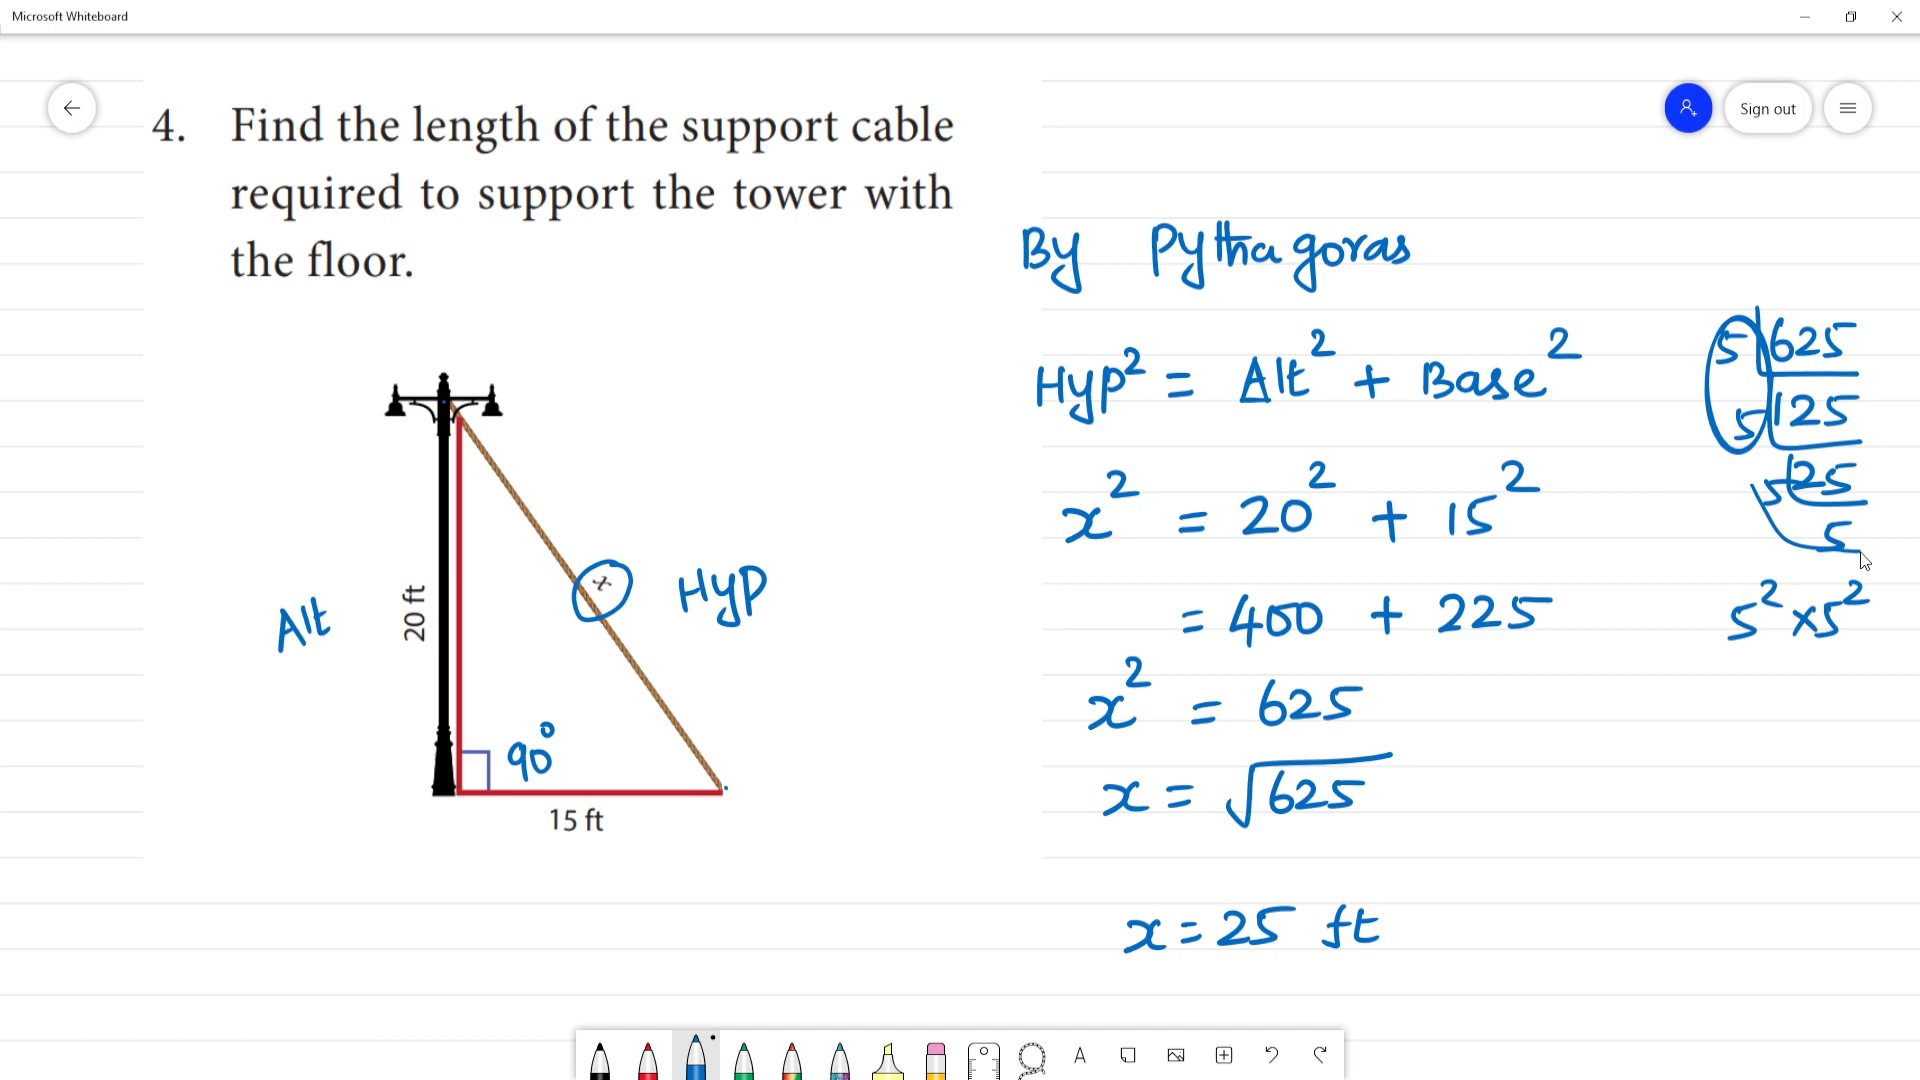 Microsoft Whiteboard
Sign out
4. Find the length of the support cable
required to support the tower with
the floor.
Alt
20 ft
x
Hyp
90°
15 ft
By Pythagoras
Hyp² = Alt² + Base²
x² = 20² + 15²
= 400 + 225
x² = 625
x = √625
x = 25 ft
5 625
5 125
5 25
5
5² × 5²
A